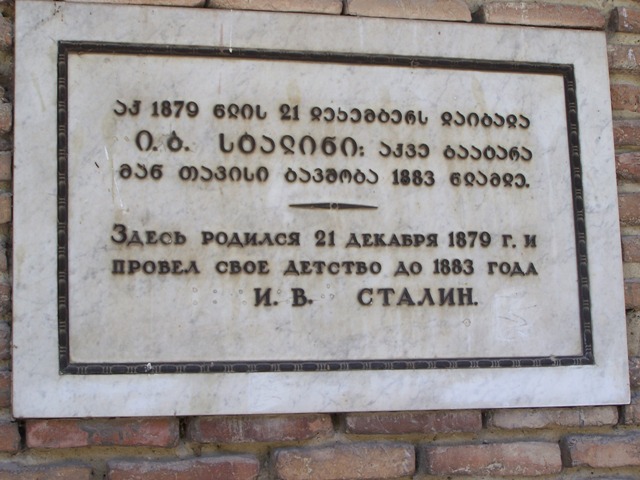 აქ 1879 წლის 21 დეკემბერს დაიბადა
ი. ბ. სტალინი: აქვე გაატარა
მან თავისი ბავშობა 1883 წლამდე.
Здесь родился 21 декабря 1879 г. и
провел свое детство до 1883 года
И. В. Сталин.